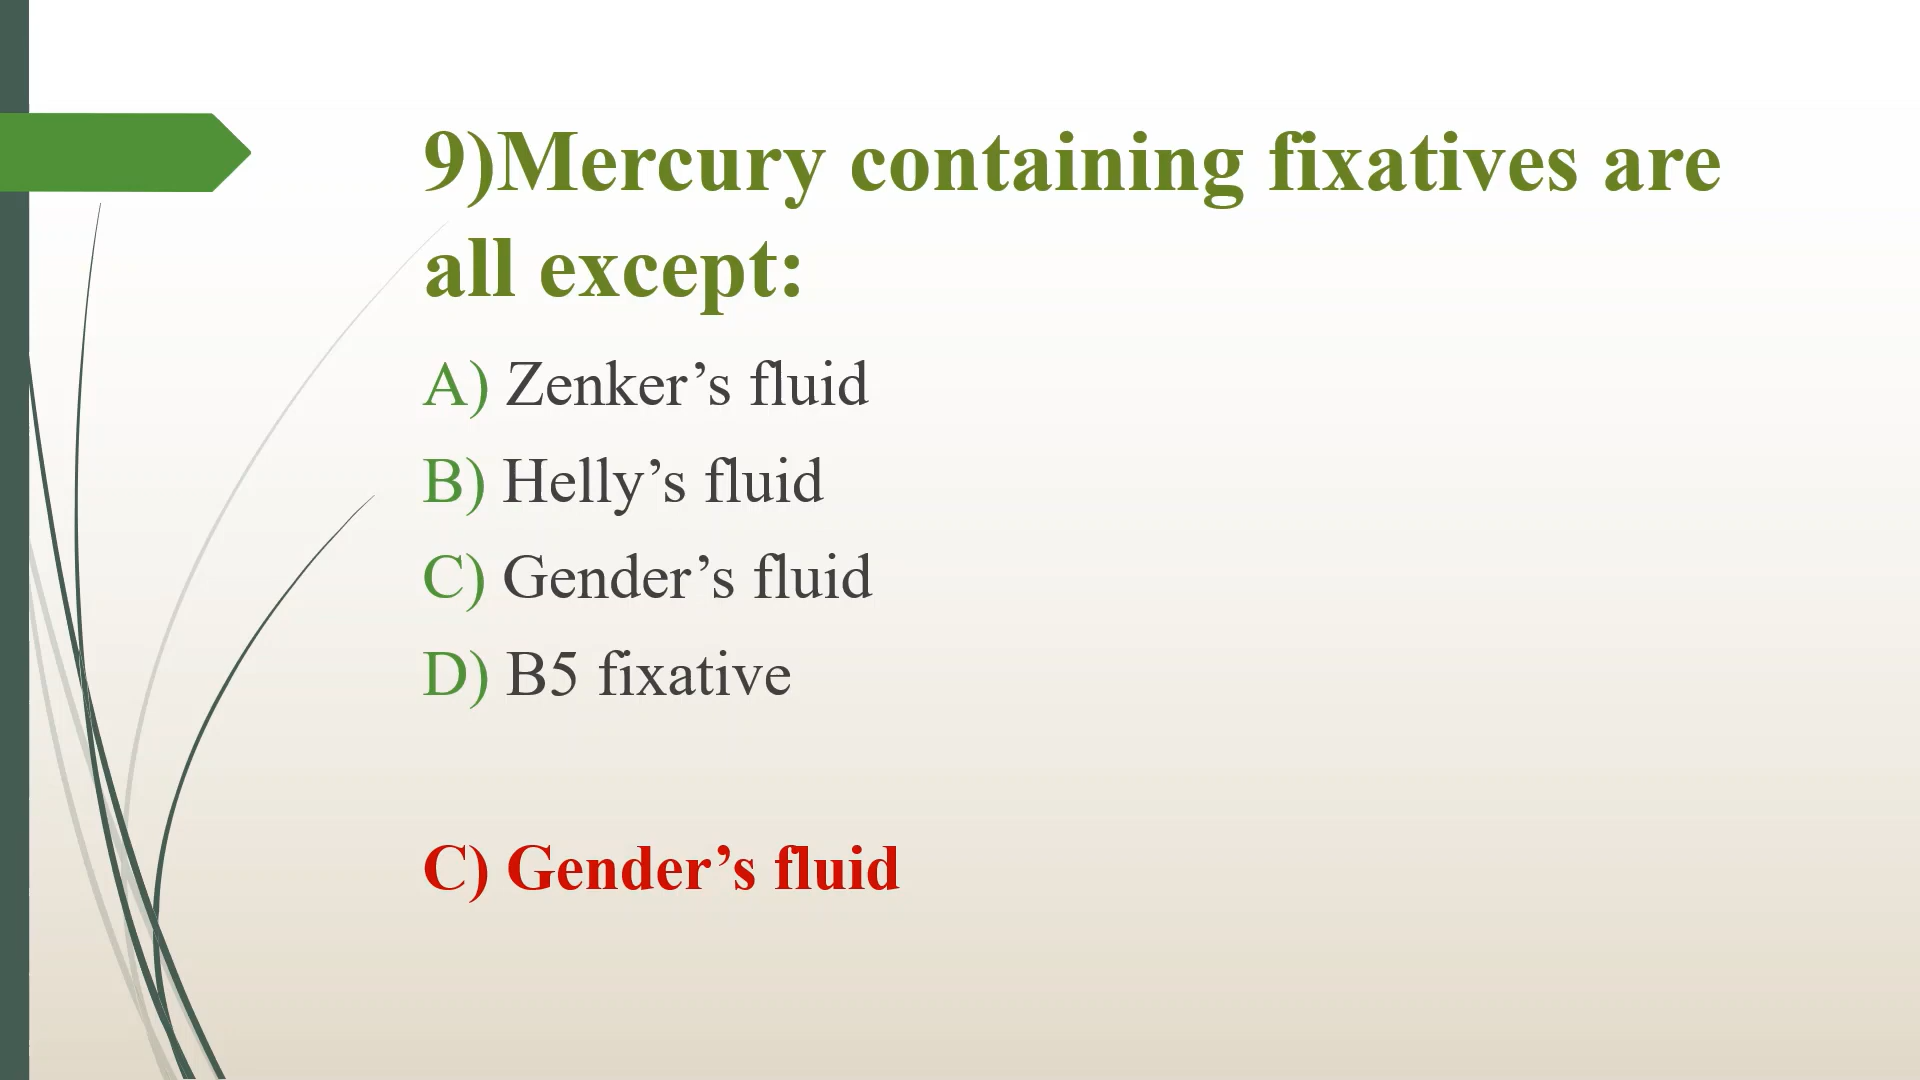 9)Mercury containing fixatives are
all except:
A) Zenker’s fluid
B) Helly’s fluid
C) Gender’s fluid
D) B5 fixative
C) Gender’s fluid